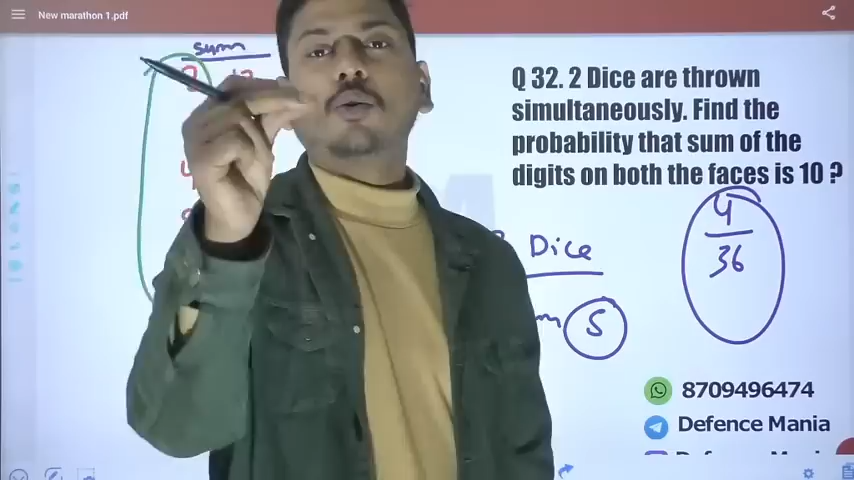 New marathon 1.pdf
Sum
Q 32. 2 Dice are thrown
simultaneously. Find the
probability that sum of the
digits on both the faces is 10 ?
4
36
Dice
5
8709496474
Defence Mania